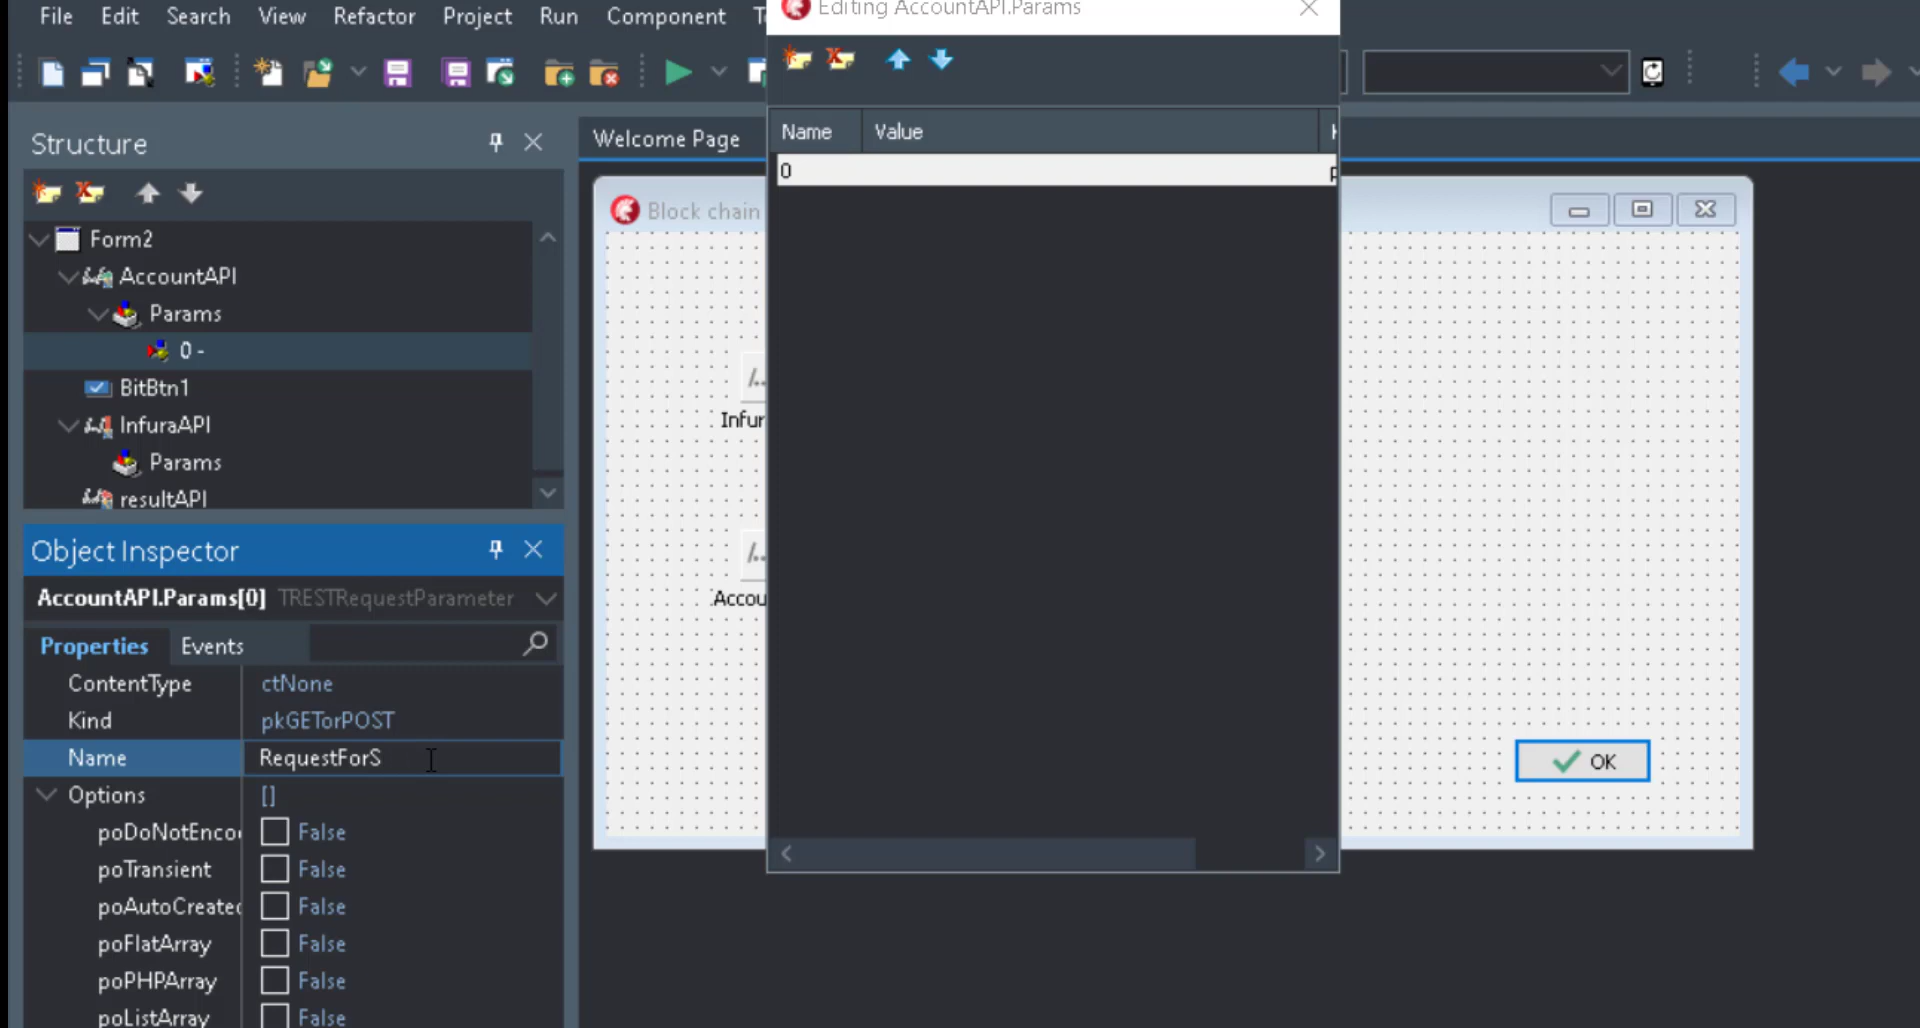 File Edit Search View Refactor Project Run Component
Editing AccountAPI.Params
Structure
Welcome Page
Name Value
0
Form2
AccountAPI
Params
0 -
BitBtn1
InfuraAPI
Params
resultAPI
Block chain
Infur
Accou
OK
Object Inspector
AccountAPI.Params[0] TRESTRequestParameter
Properties Events
ContentType ctNone
Kind pkGETorPOST
Name RequestForS
Options []
poDoNotEnco False
poTransient False
poAutoCreated False
poFlatArray False
poPHPArray False
poListArray False